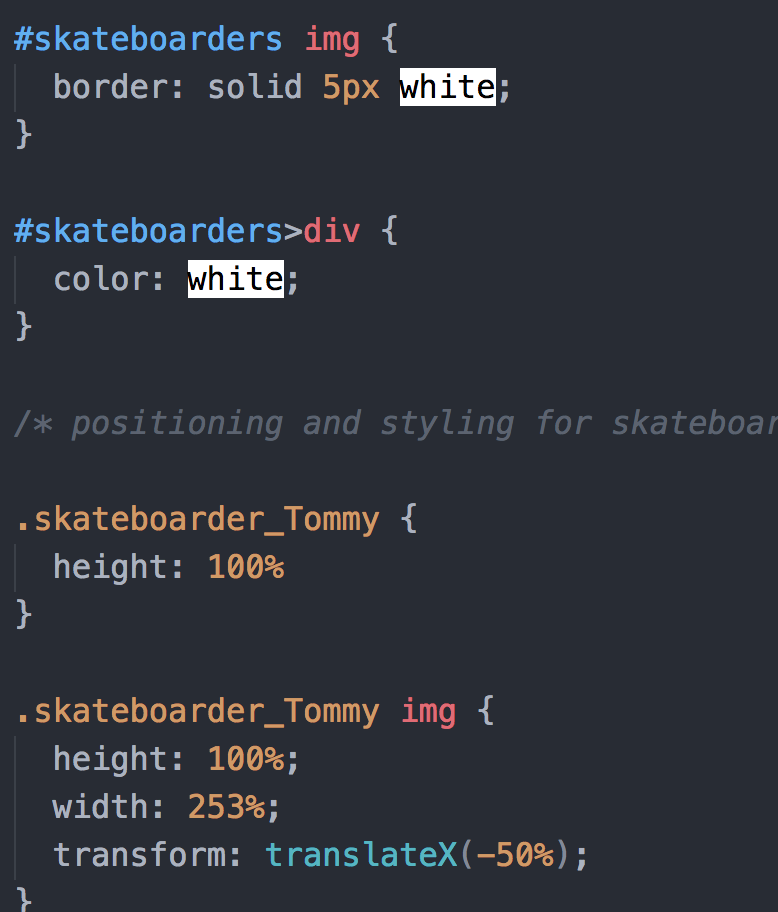 #skateboarders img {
border: solid 5px white;
}
#skateboarders>div {
color: white;
}
/* positioning and styling for skateboar
.skateboarder_Tommy {
height: 100%
}
.skateboarder_Tommy img {
height: 100%;
width: 253%;
transform: translateX(-50%);
}